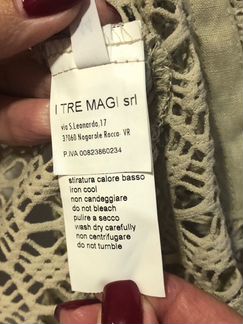 I TRE MAGI srl
via S.Leonardo,17
37060 Nogarole Rocca VR
P.IVA 00823860234
stiratura calore basso
iron cool
non candeggiare
do not bleach
pulire a secco
wash dry carefully
non centrifugare
do not tumble